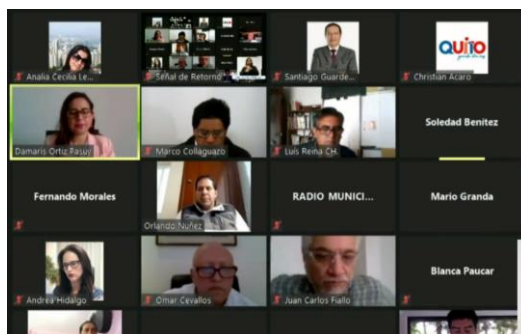 Analia Cecilia Le...
Señal de Retorno
Santiago Guarde...
QUITO
Christian Acaro
Damaris Ortiz Pasuy
Marco Collaguazo
Luis Reina CH.
Soledad Benítez
Fernando Morales
Orlando Nuñez
RADIO MUNICI...
Mario Granda
Andrea Hidalgo
Omar Cevallos
Juan Carlos Fiallo
Blanca Paucar